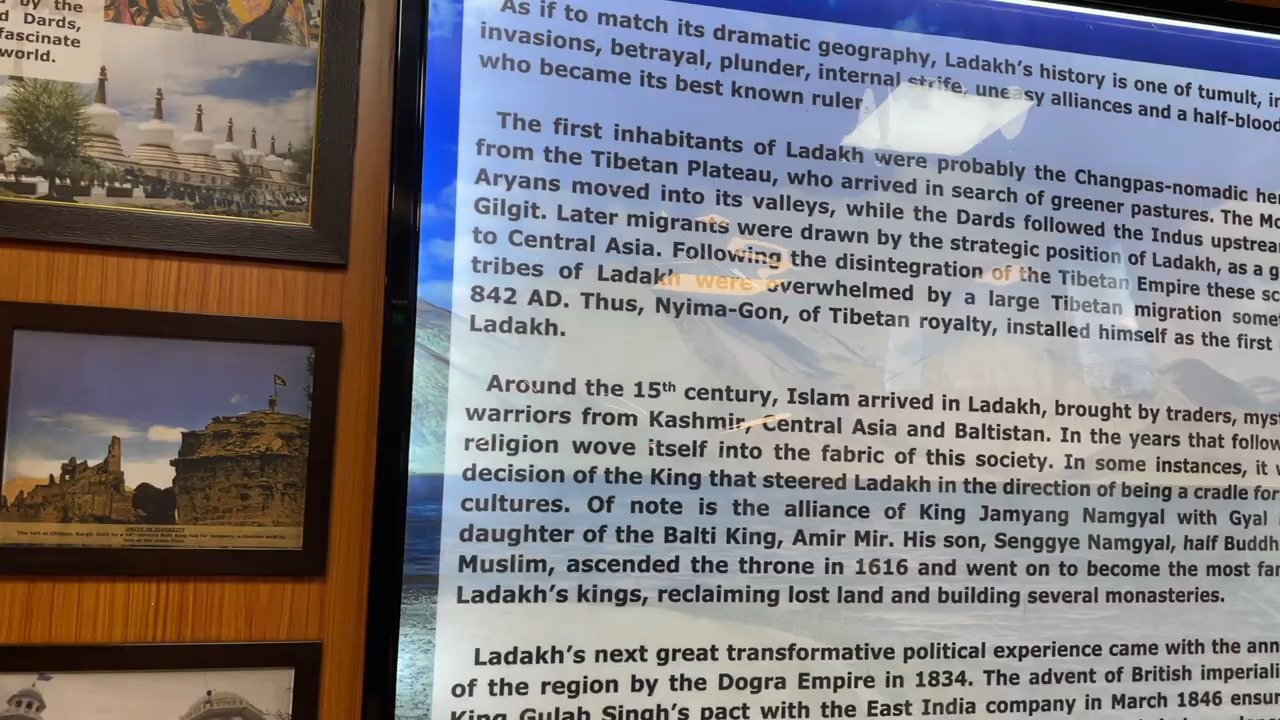 by the
d Dards,
fascinate
world.
UNITY IN DIVERSITY
As if to match its dramatic geography, Ladakh's history is one of tumult,
invasions, betrayal, plunder, internal strife, uneasy alliances and a half-blood
who became its best known ruler.
The first inhabitants of Ladakh were probably the Changpas-nomadic
from the Tibetan Plateau, who arrived in search of greener pastures. The
Aryans moved into its valleys, while the Dards followed the Indus
Gilgit. Later migrants were drawn by the strategic position of Ladakh, as a
to Central Asia. Following the disintegration of the Tibetan Empire these
tribes of Ladakh were overwhelmed by a large Tibetan migration
842 AD. Thus, Nyima-Gon, of Tibetan royalty, installed himself as the first
Ladakh.
Around the 15th century, Islam arrived in Ladakh, brought by traders,
warriors from Kashmir, Central Asia and Baltistan. In the years that
religion wove itself into the fabric of this society. In some instances, it
decision of the King that steered Ladakh in the direction of being a cradle for
cultures. Of note is the alliance of King Jamyang Namgyal with Gyal
daughter of the Balti King, Amir Mir. His son, Senggye Namgyal, half
Muslim, ascended the throne in 1616 and went on to become the most
Ladakh's kings, reclaiming lost land and building several monasteries.
Ladakh's next great transformative political experience came with the
of the region by the Dogra Empire in 1834. The advent of British
King Gulab Singh's pact with the East India company in March 1846